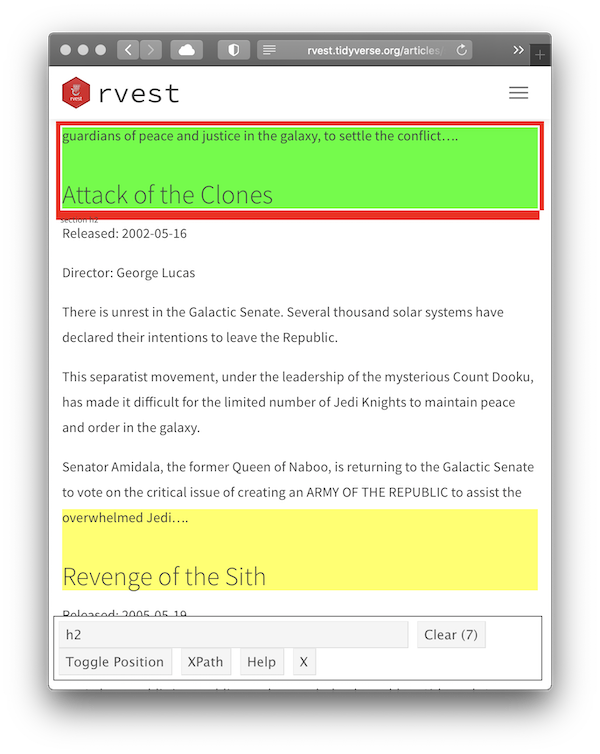 rvest.tidyverse.org/articles/
rvest
rvest
guardians of peace and justice in the galaxy, to settle the conflict….
Attack of the Clones
section h2
Released: 2002-05-16
Director: George Lucas
There is unrest in the Galactic Senate. Several thousand solar systems have
declared their intentions to leave the Republic.
This separatist movement, under the leadership of the mysterious Count Dooku,
has made it difficult for the limited number of Jedi Knights to maintain peace
and order in the galaxy.
Senator Amidala, the former Queen of Naboo, is returning to the Galactic Senate
to vote on the critical issue of creating an ARMY OF THE REPUBLIC to assist the
overwhelmed Jedi….
Revenge of the Sith
Released: 2005-05-19
h2
Clear (7)
Toggle Position
XPath
Help
X